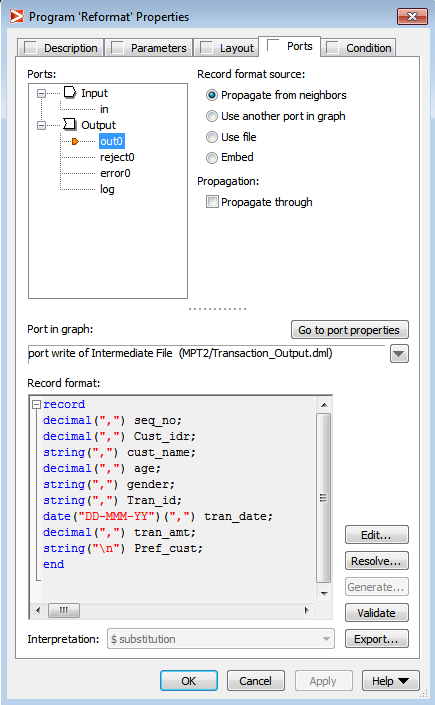 Program 'Reformat' Properties
Description
Parameters
Layout
Ports
Condition
Ports:
Input
in
Output
out0
reject0
error0
log
Record format source:
Propagate from neighbors
Use another port in graph
Use file
Embed
Propagation:
Propagate through
Port in graph:
Go to port properties
port write of Intermediate File (MPT2/Transaction_Output.dml)
Record format:
record
decimal(",") seq_no;
decimal(",") Cust_idr;
string(",") cust_name;
decimal(",") age;
string(",") gender;
string(",") Tran_id;
date("DD-MMM-YY")(",") tran_date;
decimal(",") tran_amt;
string("\n") Pref_cust;
end
Edit...
Resolve...
Generate...
Validate
Export...
Interpretation:
$ substitution
OK
Cancel
Apply
Help